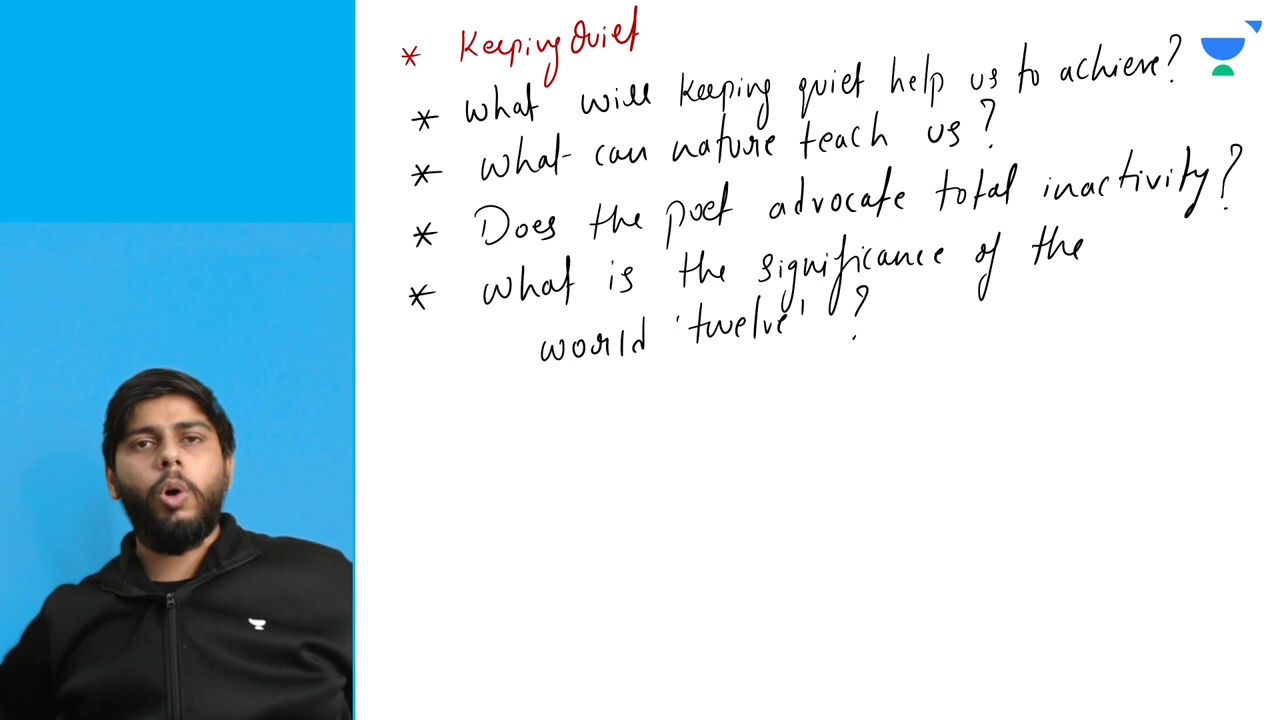 * Keeping Quiet
* What will keeping quiet help us to achieve?
* What can nature teach us?
* Does the poet advocate total inactivity?
* What is the significance of the
world 'twelve' ?